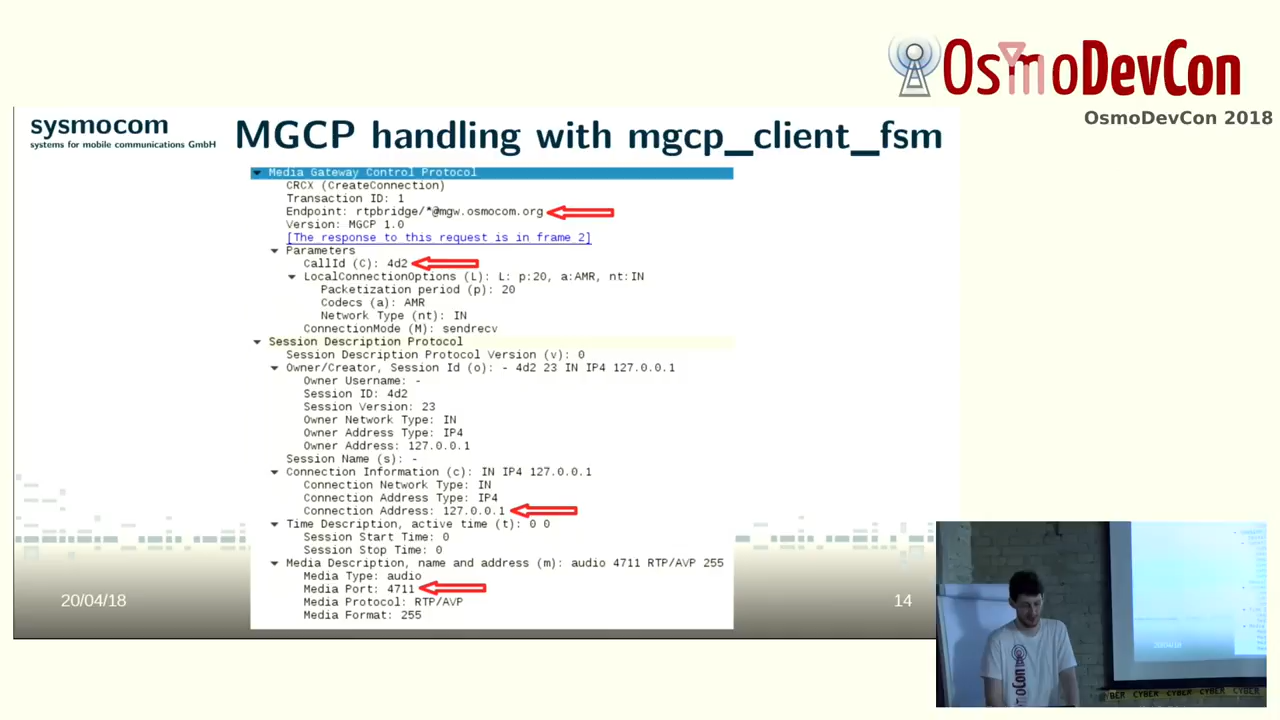 OsmoDevCon
OsmoDevCon 2018
sysmocom
systems for mobile communications GmbH
MGCP handling with mgcp_client_fsm
Media Gateway Control Protocol
CRCX (CreateConnection)
Transaction ID: 1
Endpoint: rtpbridge/*@mgw.osmocom.org
Version: MGCP 1.0
[The response to this request is in frame 2]
Parameters
CallId (C): 4d2
LocalConnectionOptions (L): L: p:20, a:AMR, nt:IN
Packetization period (p): 20
Codecs (a): AMR
Network Type (nt): IN
ConnectionMode (M): sendrecv
Session Description Protocol
Session Description Protocol Version (v): 0
Owner/Creator, Session Id (o): - 4d2 23 IN IP4 127.0.0.1
Owner Username: -
Session ID: 4d2
Session Version: 23
Owner Network Type: IN
Owner Address Type: IP4
Owner Address: 127.0.0.1
Session Name (s): -
Connection Information (c): IN IP4 127.0.0.1
Connection Network Type: IN
Connection Address Type: IP4
Connection Address: 127.0.0.1
Time Description, active time (t): 0 0
Session Start Time: 0
Session Stop Time: 0
Media Description, name and address (m): audio 4711 RTP/AVP 255
Media Type: audio
Media Port: 4711
Media Protocol: RTP/AVP
Media Format: 255
20/04/18
14
20/04/18
CYBER CYBER CYBER CYBER